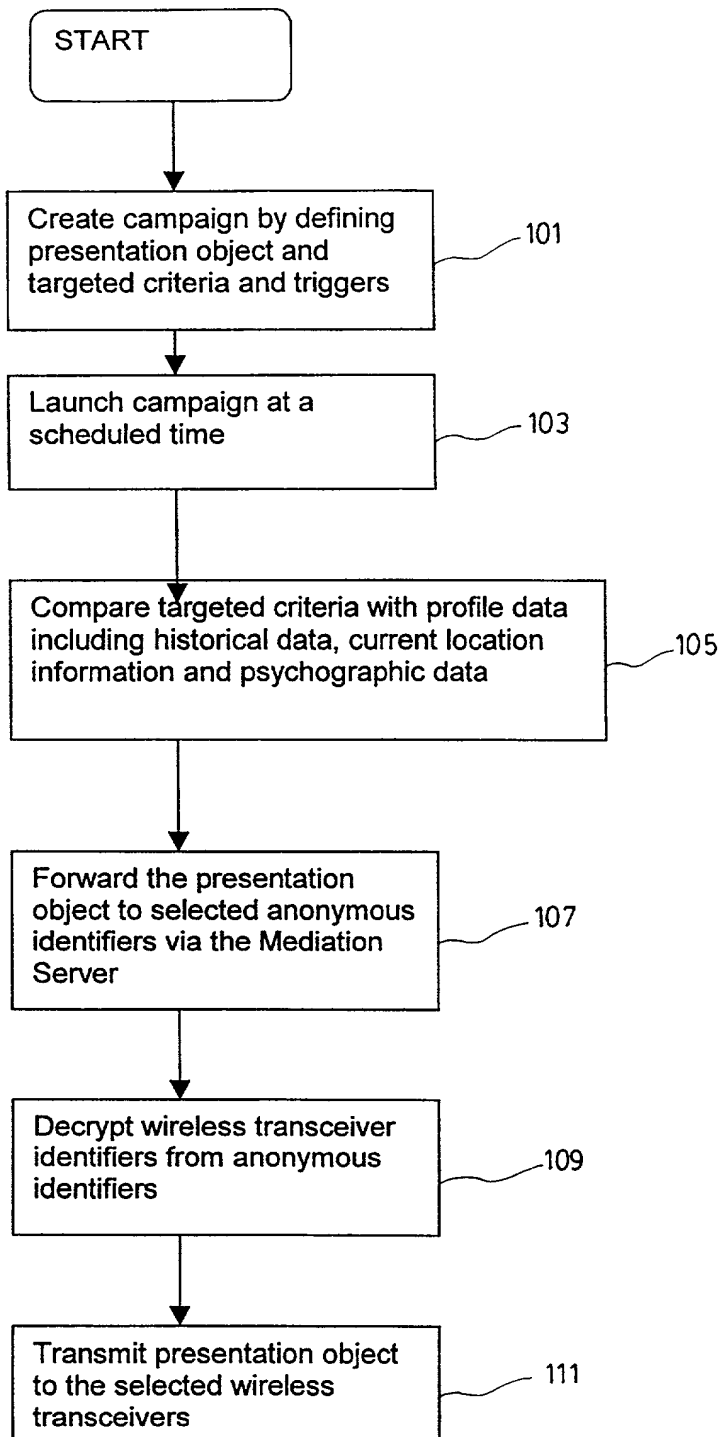 START
Create campaign by defining
presentation object and
targeted criteria and triggers
101
Launch campaign at a
scheduled time
103
Compare targeted criteria with profile data
including historical data, current location
information and psychographic data
105
Forward the presentation
object to selected anonymous
identifiers via the Mediation
Server
107
Decrypt wireless transceiver
identifiers from anonymous
identifiers
109
Transmit presentation object
to the selected wireless
transceivers
111